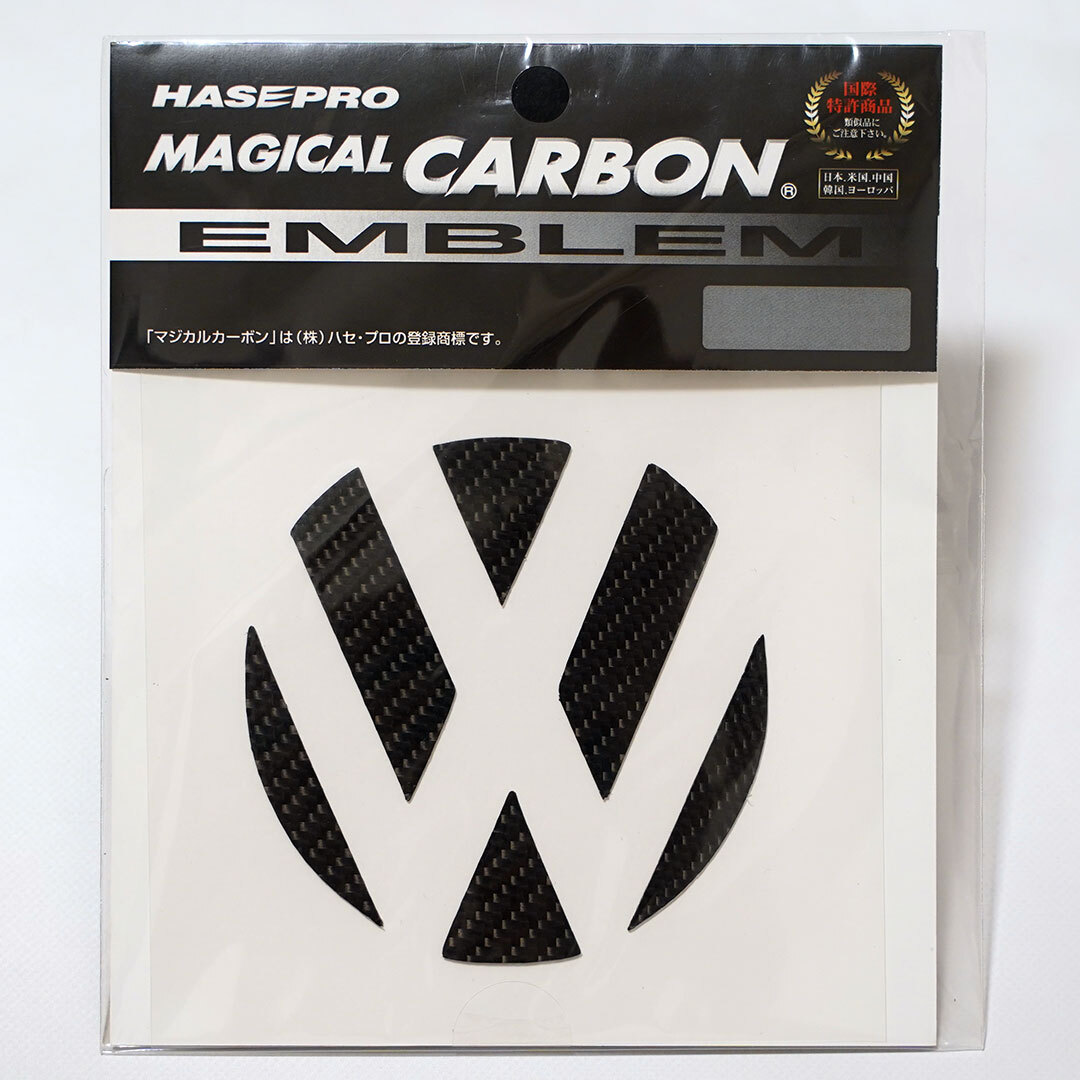 HASEPRO
MAGICAL CARBON®
EMBLEM
国際
特許商品
類似品に
ご注意下さい。
日本.米国.中国
韓国.ヨーロッパ
「マジカルカーボン」は(株)ハセ・プロの登録商標です。